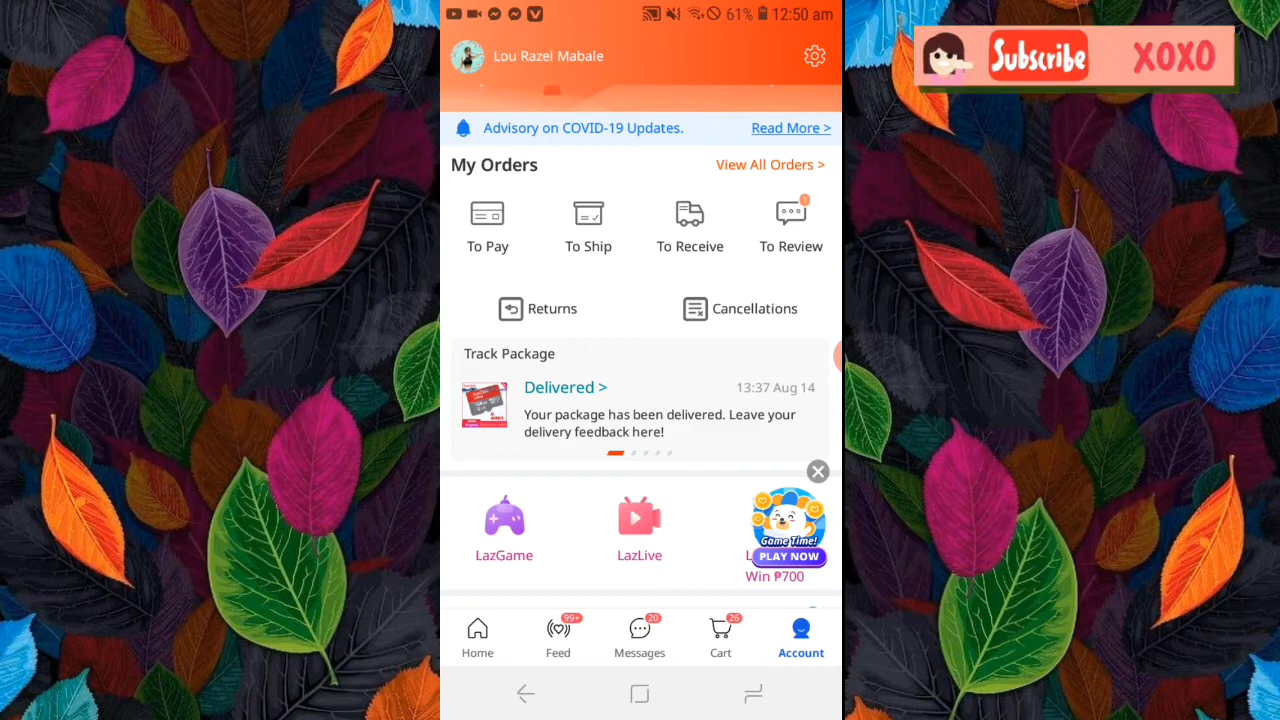 61% 12:50 am
Subscribe XOXO
Lou Razel Mabale
Advisory on COVID-19 Updates. Read More >
My Orders View All Orders >
1
To Pay To Ship To Receive To Review
Returns Cancellations
Track Package
Delivered > 13:37 Aug 14
Your package has been delivered. Leave your
delivery feedback here!
Game Time!
PLAY NOW
LazGame LazLive L
Win ₱700
99+ 20 26
Home Feed Messages Cart Account